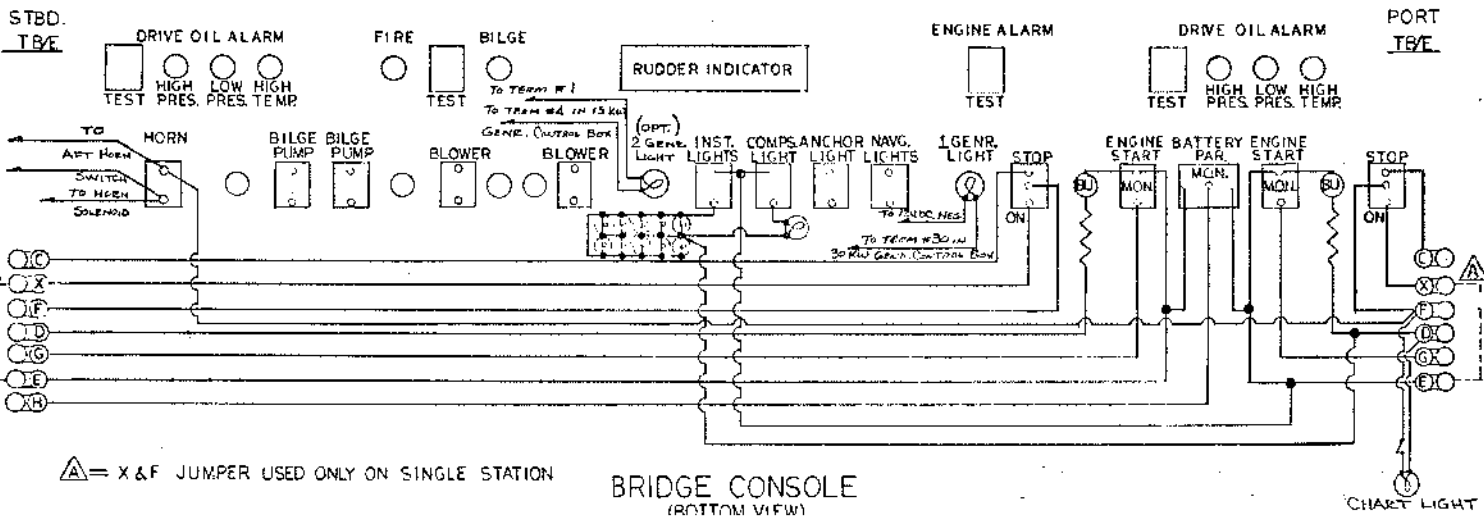 STBD.
TB/E
DRIVE OIL ALARM
TEST
HIGH PRES.
LOW PRES.
HIGH TEMP.
FIRE
BILGE
TEST
RUDDER INDICATOR
ENGINE ALARM
TEST
DRIVE OIL ALARM
TEST
HIGH PRES.
LOW PRES.
HIGH TEMP.
PORT
TB/E
TO
AFT HORN
SWITCH
TO HORN
SOLENOID
HORN
BILGE PUMP
BILGE PUMP
BLOWER
BLOWER
TO TERM #1
TO TERM #4 IN 15 KW
GENR. CONTROL BOX
(OPT.)
2 GENR. LIGHT
INST. LIGHTS
COMPS. LIGHT
ANCHOR LIGHT
NAVG. LIGHTS
1 GENR. LIGHT
TO 12VDC NEG
TO TERM #30 IN
30 KW GENR. CONTROL BOX
STOP
ON
BU
ENGINE START
MON.
BATTERY PAR.
MON.
ENGINE START
MON.
BU
STOP
ON
C
X
F
D
G
E
H
C
X
F
D
G
E
A
A = X & F JUMPER USED ONLY ON SINGLE STATION
BRIDGE CONSOLE
(BOTTOM VIEW)
CHART LIGHT